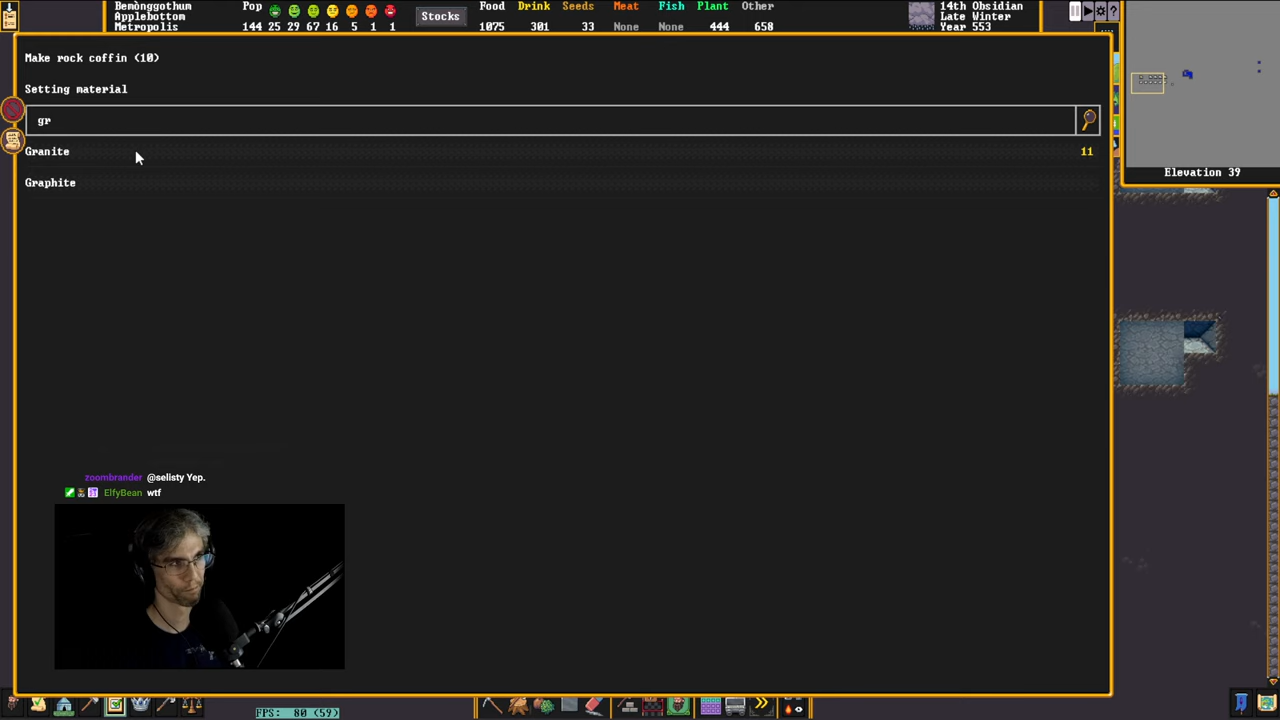 Bemònggothum
Applebottom
Metropolis
Pop
144 25 29 67 16 5 1 1
Stocks
Food Drink Seeds Meat Fish Plant Other
1075 301 33 None None 444 658
14th Obsidian
Late Winter
Year 553
Make rock coffin (10)
Setting material
gr
Granite 11
Graphite
Elevation 39
zoombrander @selisty Yep.
ElfyBean wtf
FPS: 80 (59)